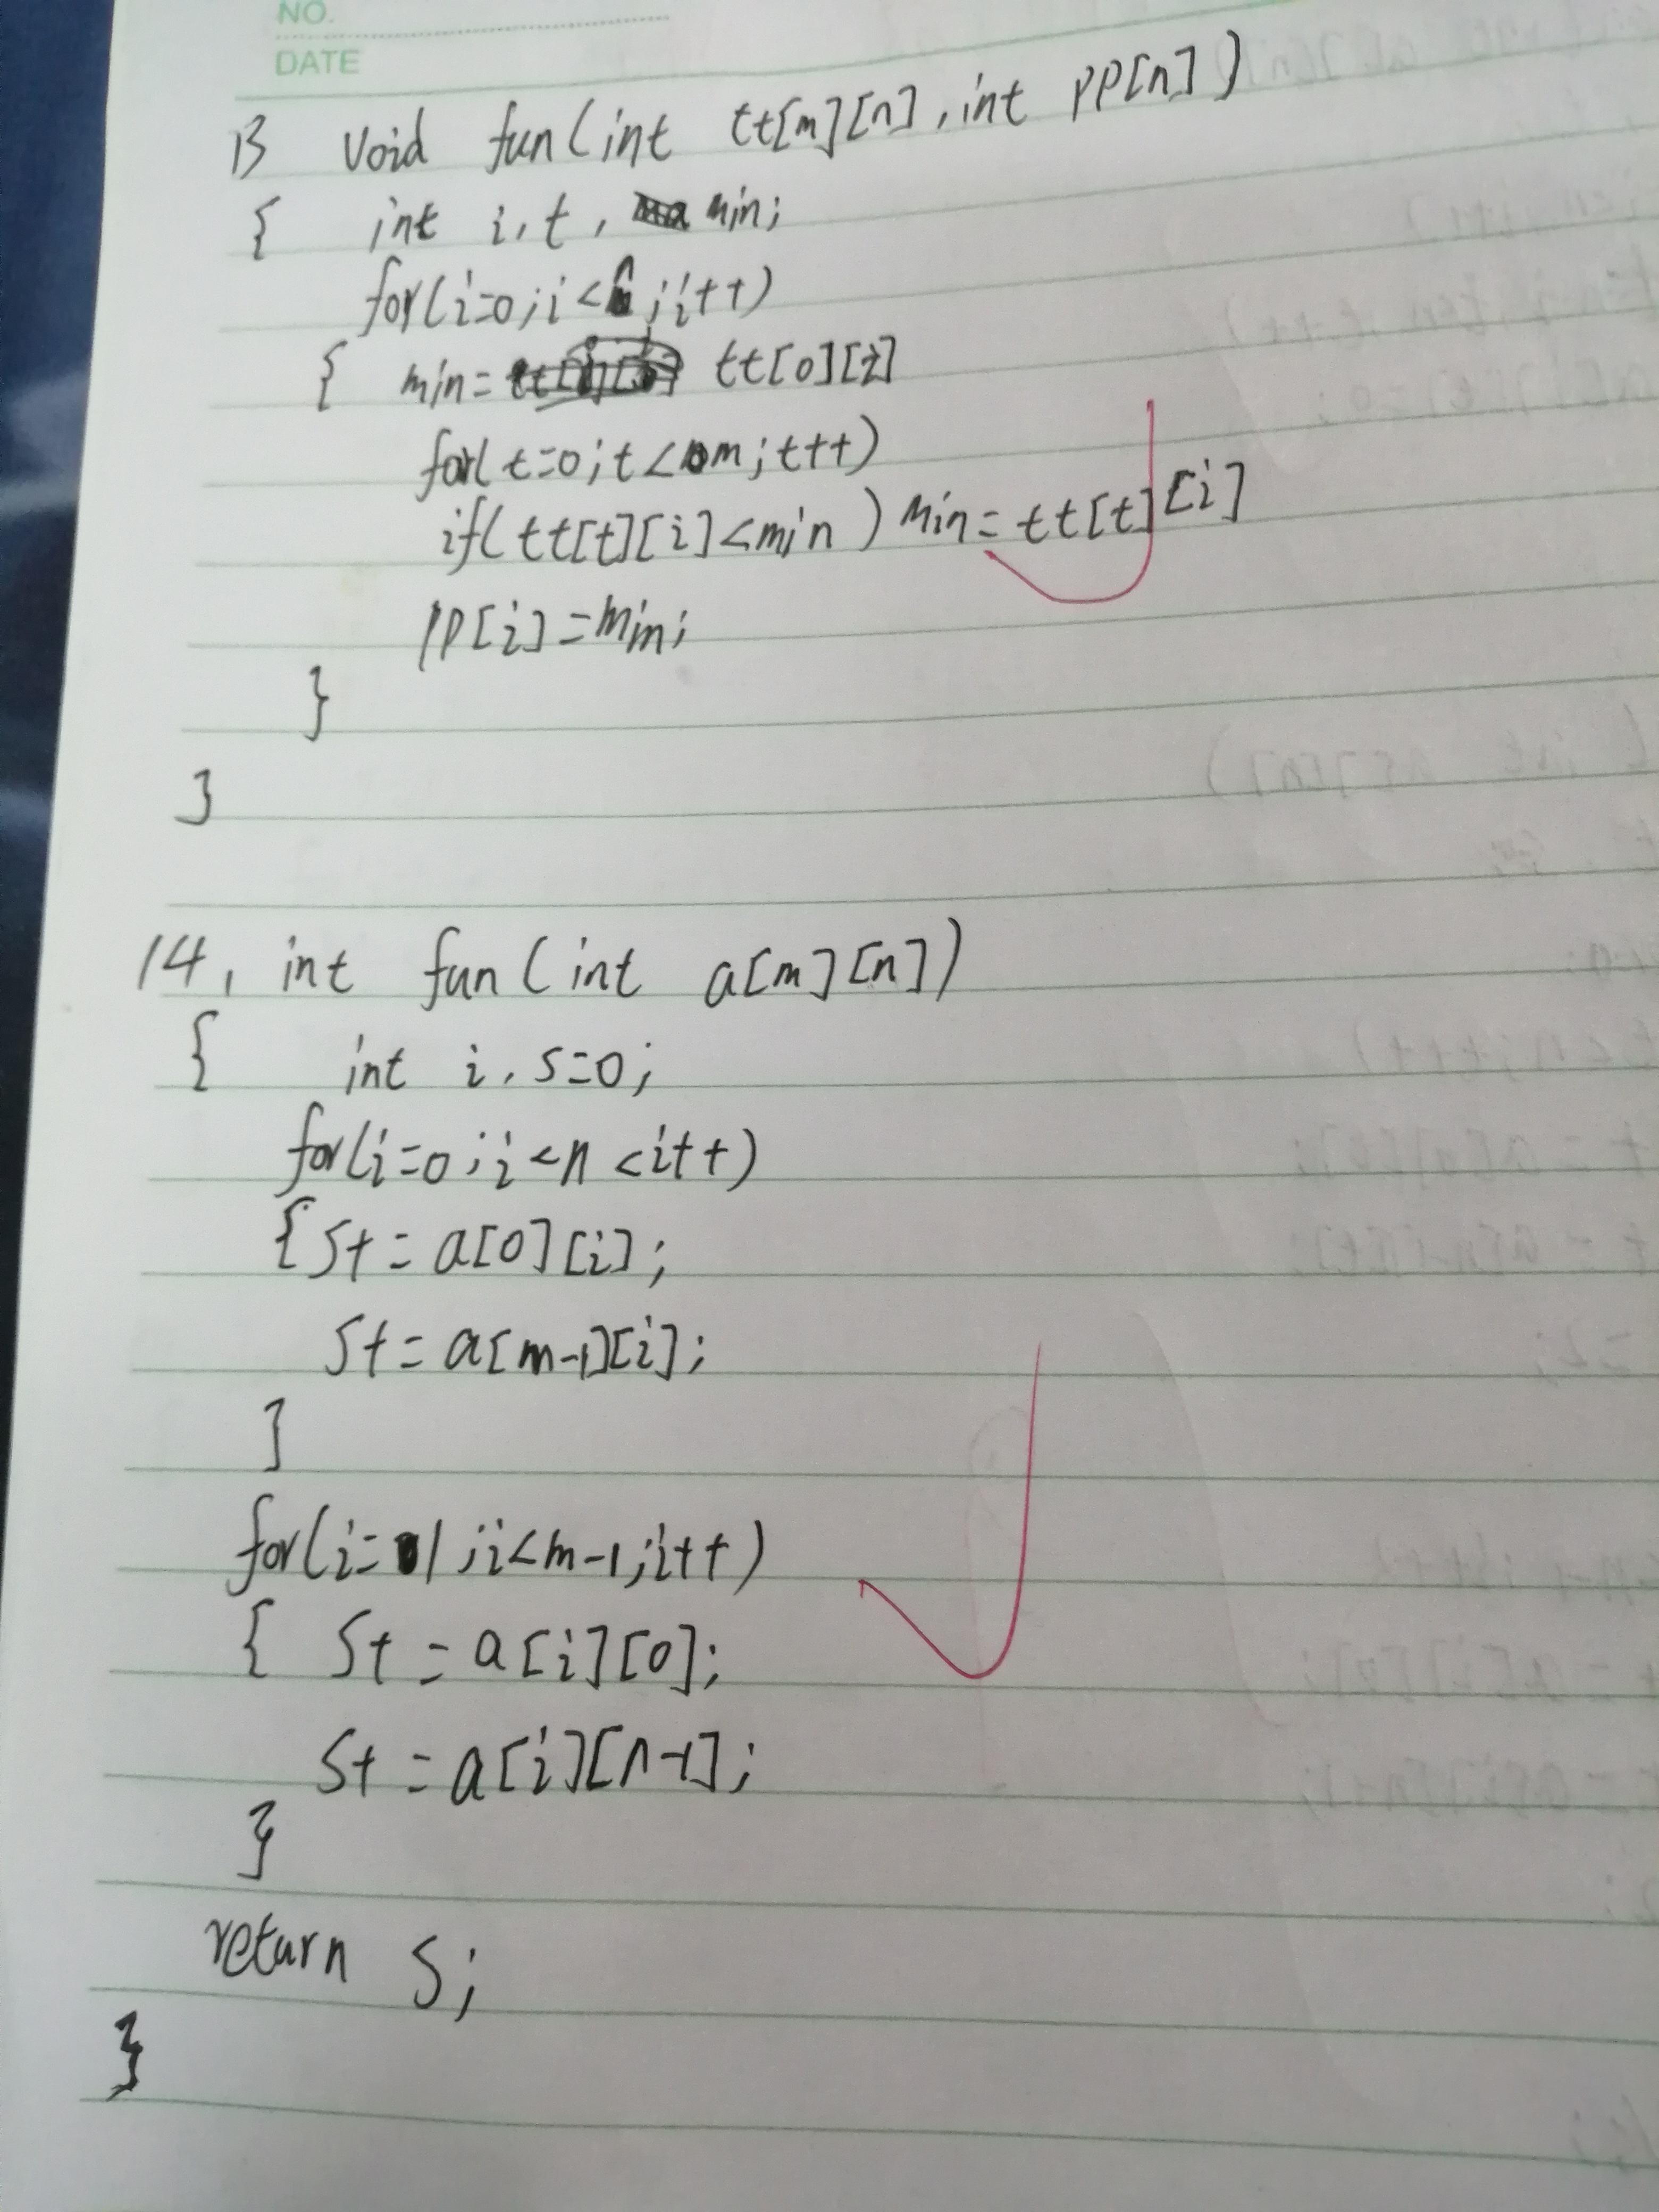 NO.
DATE
13 void fun(int tt[m][n], int pp[n])
{ int i, t, min;
for(i=0;i<n;i++)
{ min= tt[0][i]
for(t=0;t<m;t++)
if(tt[t][i]<min) min=tt[t][i]
pp[i]=min;
}
}
14, int fun(int a[m][n])
{ int i, s=0;
for(i=0;i<n<i++)
{s+=a[0][i];
s+=a[m-1][i];
}
for(i=1;i<m-1;i++)
{ s+=a[i][0];
s+=a[i][n-1];
}
return s;
}